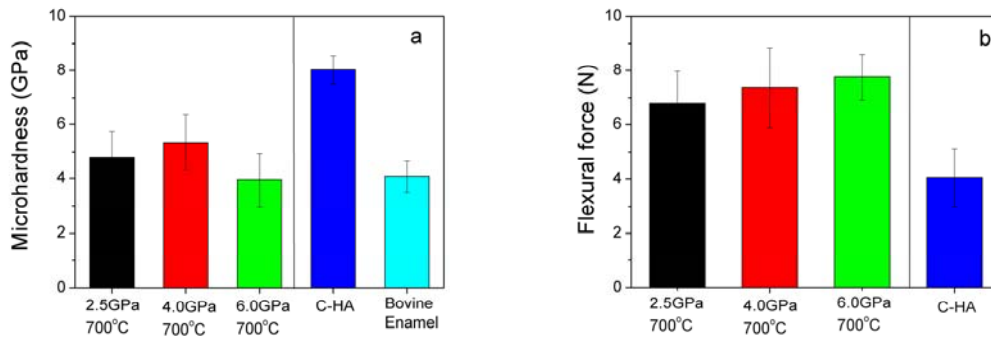 a
Microhardness (GPa)
10
8
6
4
2
0
2.5GPa
700°C
4.0GPa
700°C
6.0GPa
700°C
C-HA
Bovine
Enamel
b
Flexural force (N)
10
8
6
4
2
0
2.5GPa
700°C
4.0GPa
700°C
6.0GPa
700°C
C-HA